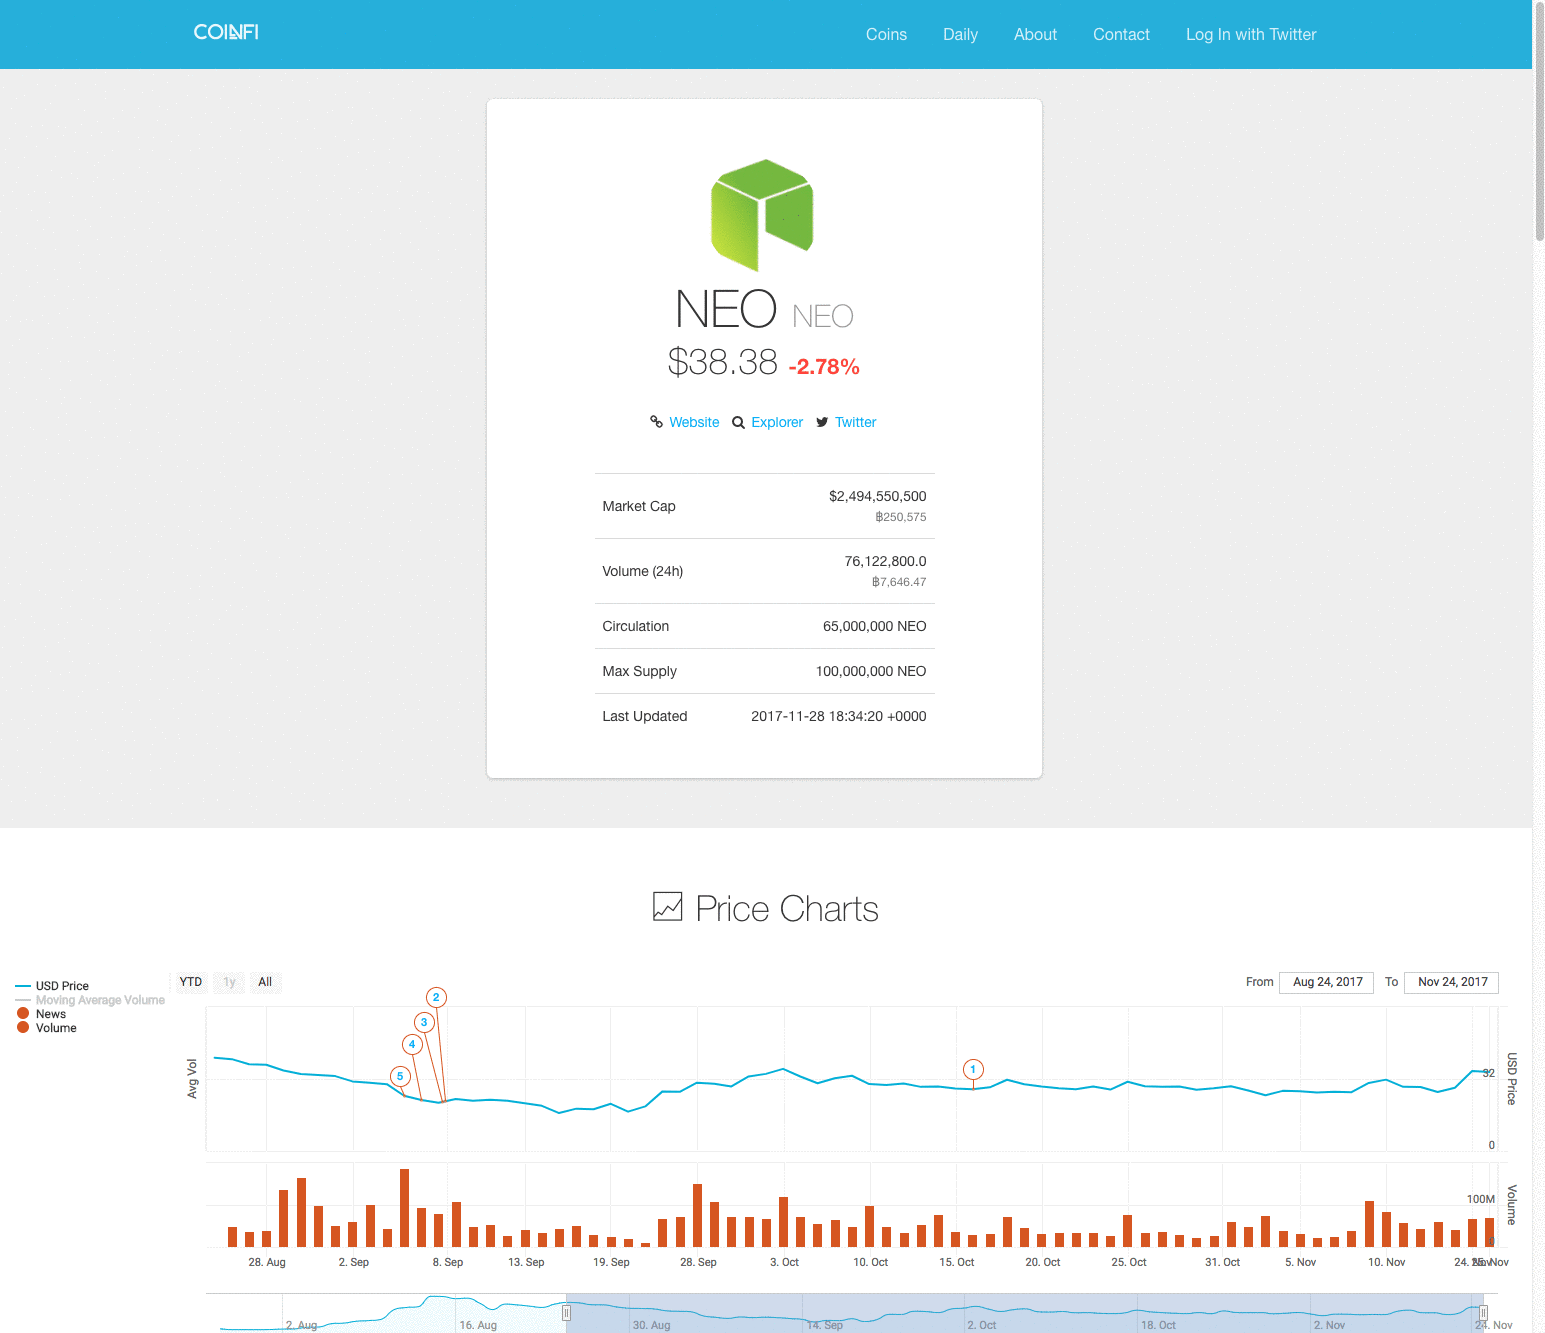 COINFI
Coins Daily About Contact Log In with Twitter
NEO NEO
$38.38 -2.78%
Website Explorer Twitter
Market Cap $2,494,550,500
฿250,575
Volume (24h) 76,122,800.0
฿7,646.47
Circulation 65,000,000 NEO
Max Supply 100,000,000 NEO
Last Updated 2017-11-28 18:34:20 +0000
Price Charts
YTD 1y All From Aug 24, 2017 To Nov 24, 2017
USD Price
Moving Average Volume
News
Volume
2
3
4
5
1
Avg Vol
32
0
USD Price
100M
0
Volume
28. Aug 2. Sep 8. Sep 13. Sep 19. Sep 28. Sep 3. Oct 10. Oct 15. Oct 20. Oct 25. Oct 31. Oct 5. Nov 10. Nov 24. Nov
2. Aug 16. Aug 30. Aug 14. Sep 2. Oct 18. Oct 2. Nov 24. Nov